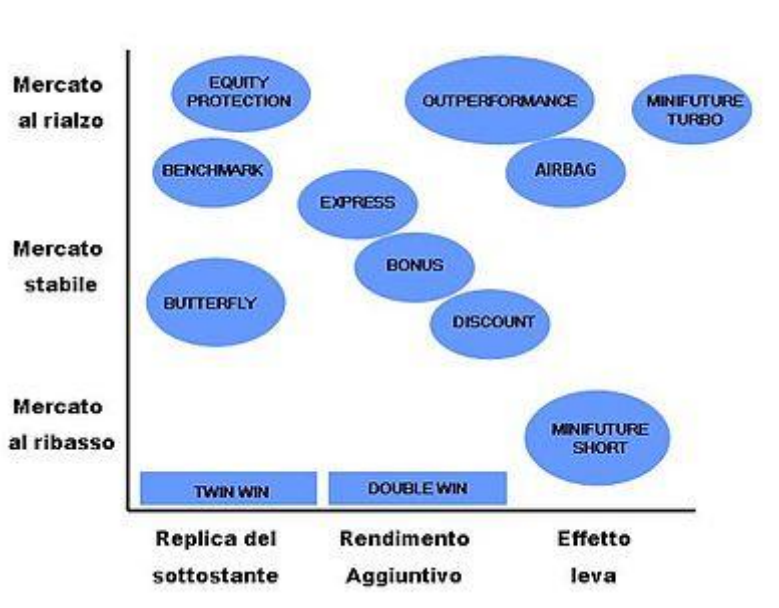 Mercato
al rialzo
EQUITY
PROTECTION
OUTPERFORMANCE
MINIFUTURE
TURBO
BENCHMARK
AIRBAG
EXPRESS
Mercato
stabile
BONUS
BUTTERFLY
DISCOUNT
Mercato
al ribasso
MINIFUTURE
SHORT
TWIN WIN
DOUBLE WIN
Replica del
sottostante
Rendimento
Aggiuntivo
Effetto
leva